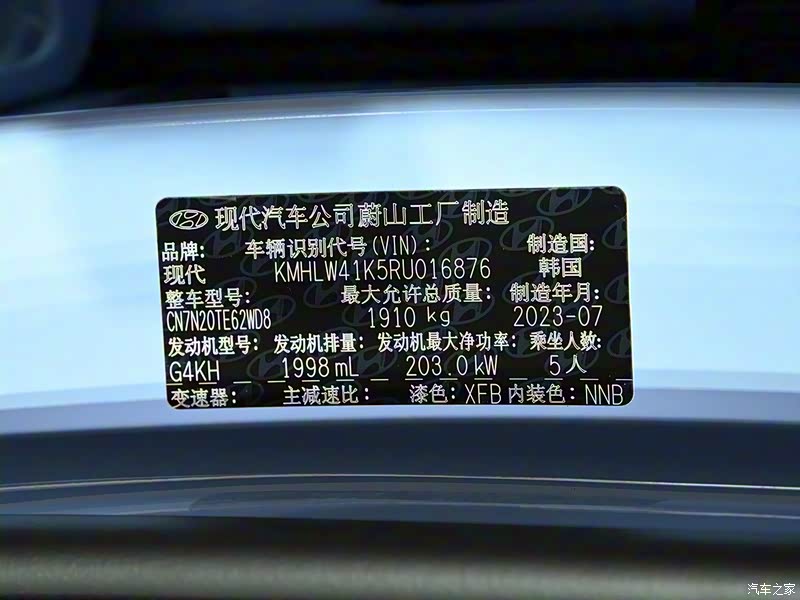 现代汽车公司蔚山工厂制造
品牌: 车辆识别代号(VIN): 制造国:
现代 KMHLW41K5RU016876 韩国
整车型号: 最大允许总质量: 制造年月:
CN7N20TE62WD8 1910 kg 2023-07
发动机型号: 发动机排量: 发动机最大净功率: 乘坐人数:
G4KH 1998 mL 203.0 kW 5人
变速器: 主减速比: 漆色: XFB 内装色: NNB
汽车之家